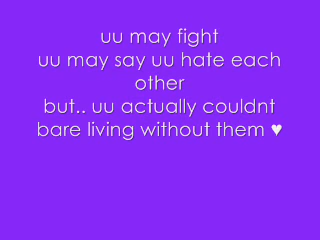 uu may fight
uu may say uu hate each
other
but.. uu actually couldnt
bare living without them ♥